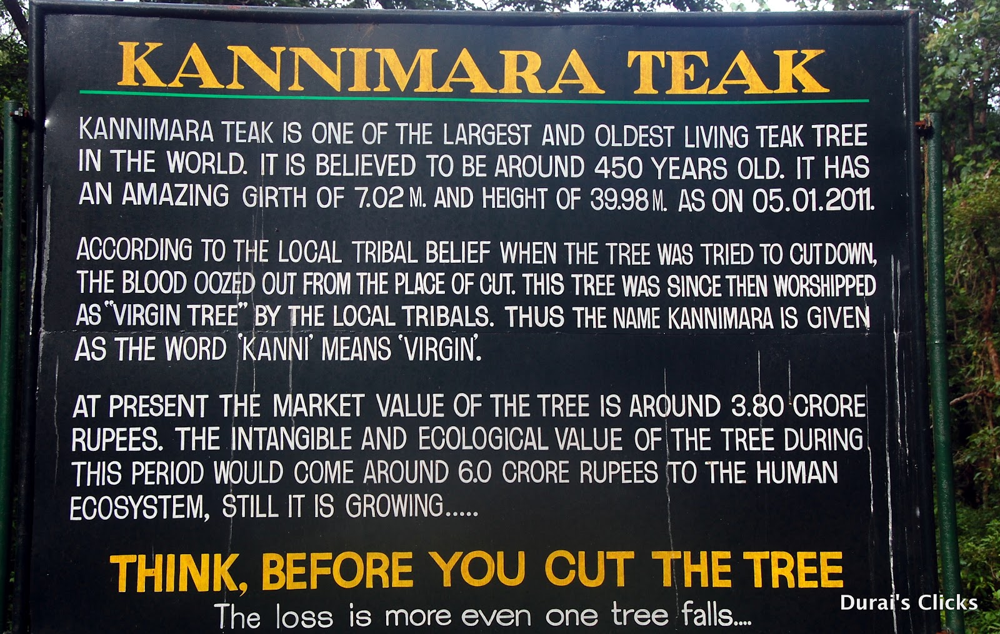 KANNIMARA TEAK
KANNIMARA TEAK IS ONE OF THE LARGEST AND OLDEST LIVING TEAK TREE
IN THE WORLD. IT IS BELIEVED TO BE AROUND 450 YEARS OLD. IT HAS
AN AMAZING GIRTH OF 7.02 M. AND HEIGHT OF 39.98 M. AS ON 05.01.2011.
ACCORDING TO THE LOCAL TRIBAL BELIEF WHEN THE TREE WAS TRIED TO CUT DOWN,
THE BLOOD OOZED OUT FROM THE PLACE OF CUT. THIS TREE WAS SINCE THEN WORSHIPPED
AS “VIRGIN TREE” BY THE LOCAL TRIBALS. THUS THE NAME KANNIMARA IS GIVEN
AS THE WORD ‘KANNI’ MEANS ‘VIRGIN’.
AT PRESENT THE MARKET VALUE OF THE TREE IS AROUND 3.80 CRORE
RUPEES. THE INTANGIBLE AND ECOLOGICAL VALUE OF THE TREE DURING
THIS PERIOD WOULD COME AROUND 6.0 CRORE RUPEES TO THE HUMAN
ECOSYSTEM, STILL IT IS GROWING.....
THINK, BEFORE YOU CUT THE TREE
The loss is more even one tree falls....
Durai's Clicks